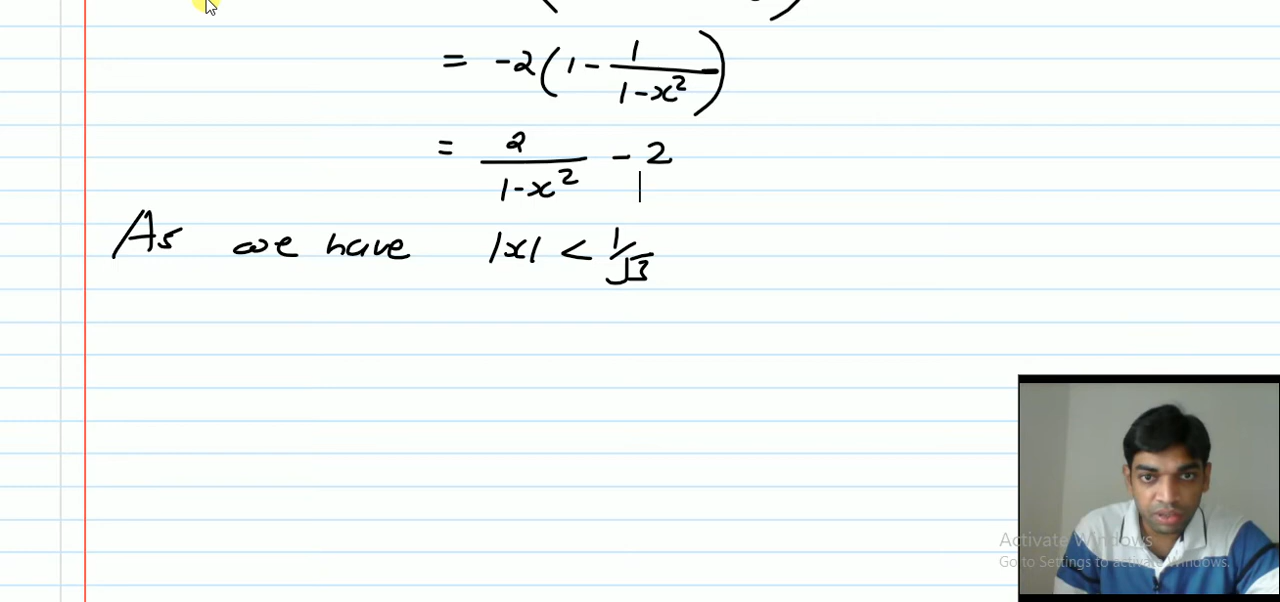 = -2(1 - 1/(1-x²))
= 2/(1-x²) - 2
As we have |x| < 1/√3
Activate Windows
Go to Settings to activate Windows.